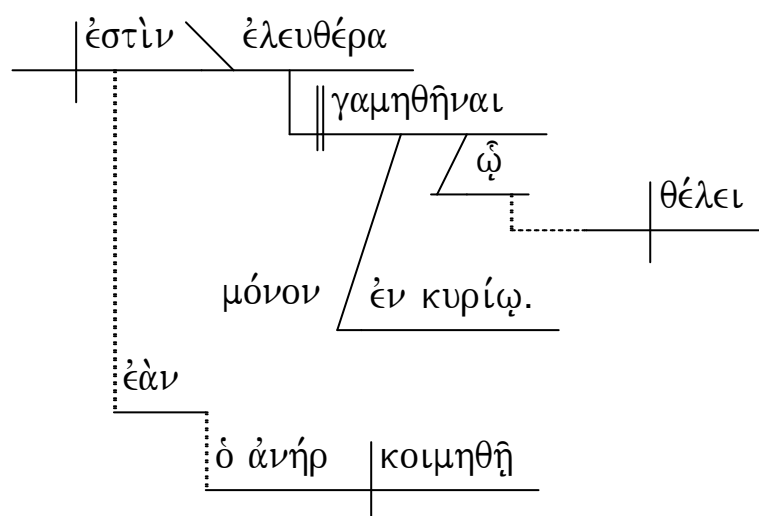 ἐστὶν ἐλευθέρα
γαμηθῆναι
ᾧ
θέλει
μόνον ἐν κυρίῳ.
ἐὰν
ὁ ἀνήρ κοιμηθῇ